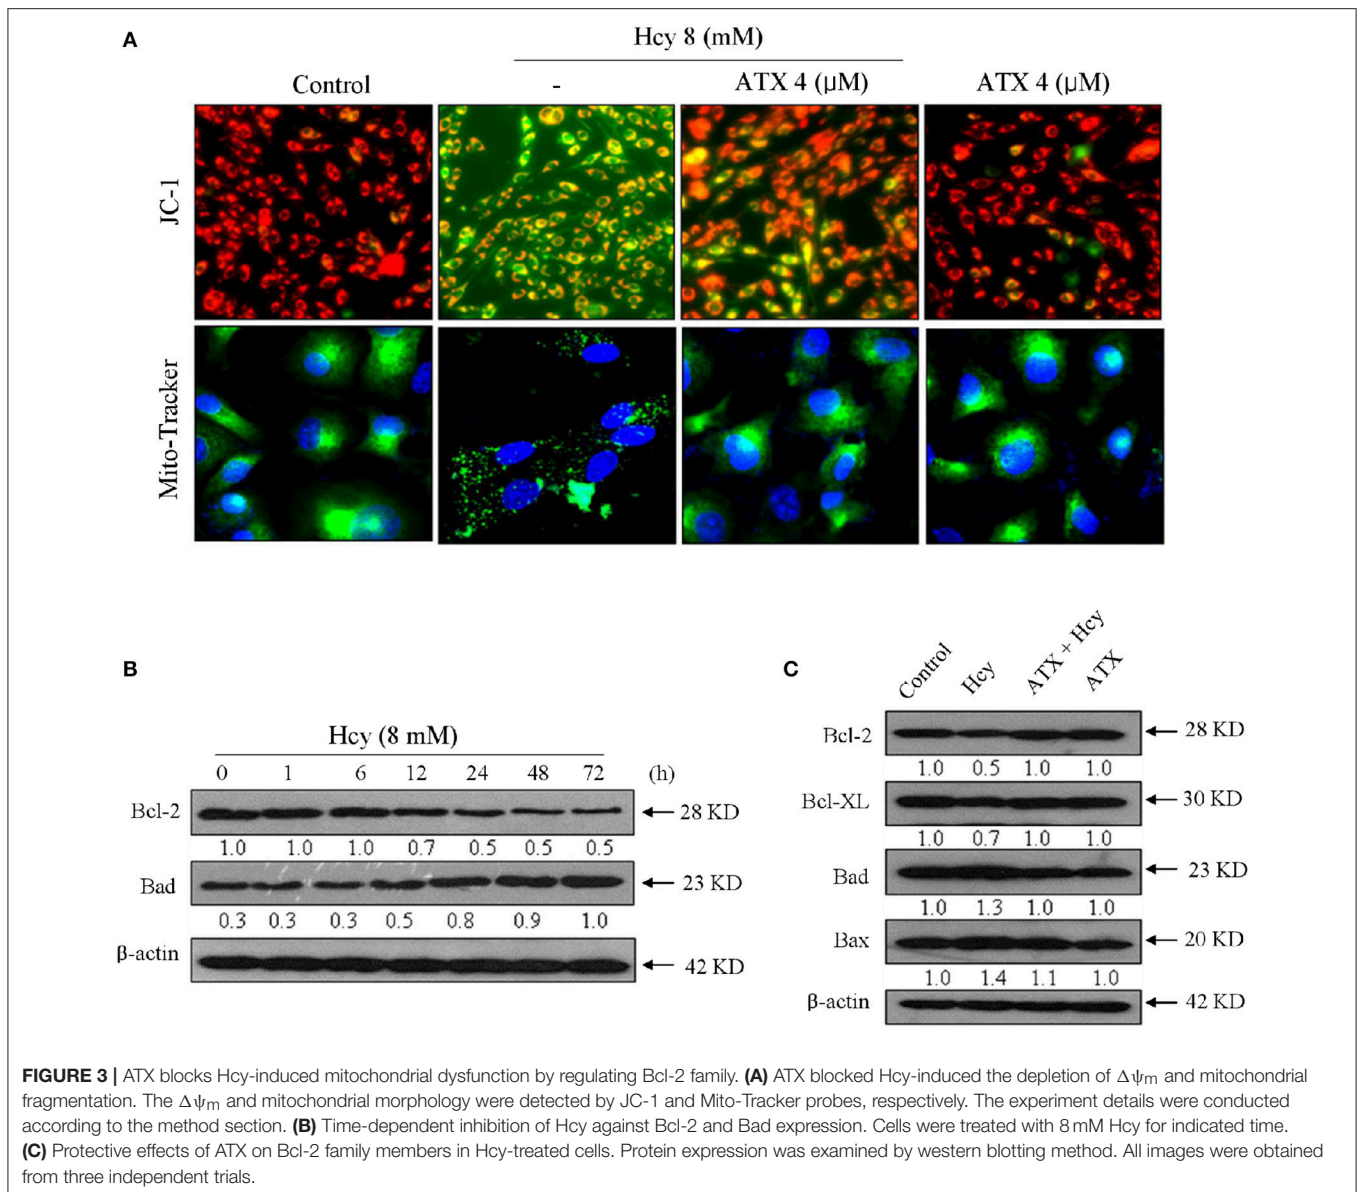 A
Hcy 8 (mM)
Control
-
ATX 4 (μM)
ATX 4 (μM)
JC-1
Mito-Tracker
B
Hcy (8 mM)
0 1 6 12 24 48 72 (h)
Bcl-2 28 KD
1.0 1.0 1.0 0.7 0.5 0.5 0.5
Bad 23 KD
0.3 0.3 0.3 0.5 0.8 0.9 1.0
β-actin 42 KD
C
Control Hcy ATX + Hcy ATX
Bcl-2 28 KD
1.0 0.5 1.0 1.0
Bcl-XL 30 KD
1.0 0.7 1.0 1.0
Bad 23 KD
1.0 1.3 1.0 1.0
Bax 20 KD
1.0 1.4 1.1 1.0
β-actin 42 KD
FIGURE 3 | ATX blocks Hcy-induced mitochondrial dysfunction by regulating Bcl-2 family. (A) ATX blocked Hcy-induced the depletion of Δψm and mitochondrial
fragmentation. The Δψm and mitochondrial morphology were detected by JC-1 and Mito-Tracker probes, respectively. The experiment details were conducted
according to the method section. (B) Time-dependent inhibition of Hcy against Bcl-2 and Bad expression. Cells were treated with 8 mM Hcy for indicated time.
(C) Protective effects of ATX on Bcl-2 family members in Hcy-treated cells. Protein expression was examined by western blotting method. All images were obtained
from three independent trials.